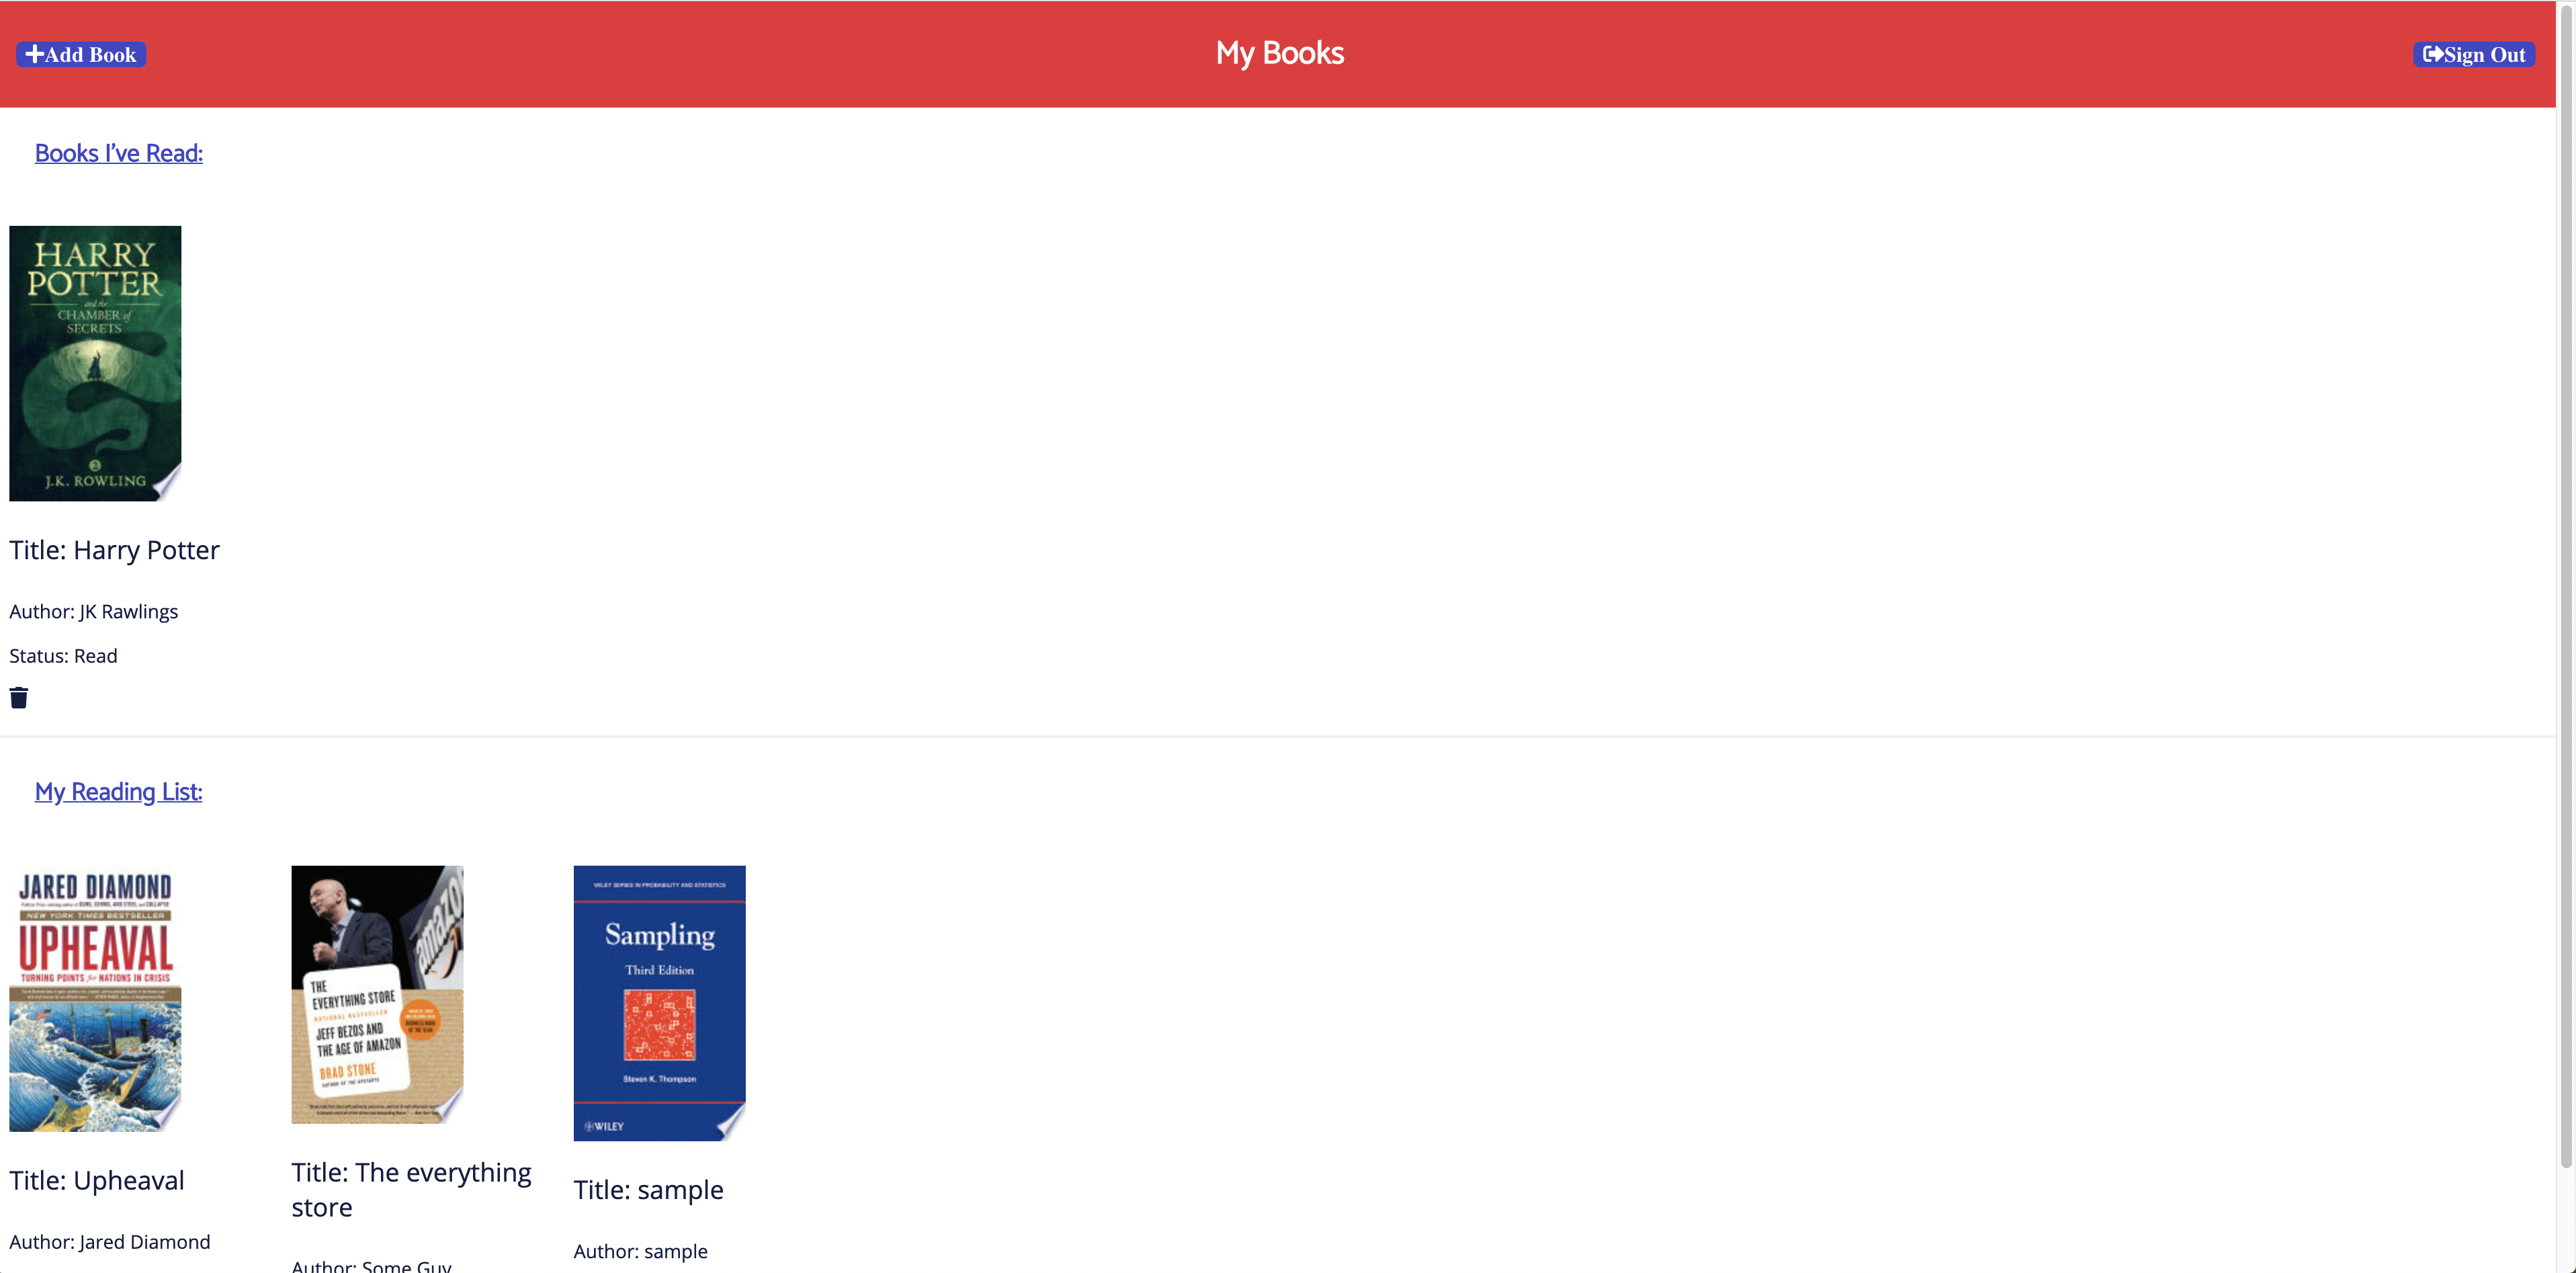 Add Book
My Books
Sign Out
Books I've Read:
HARRY
POTTER
and the
CHAMBER of
SECRETS
2
J.K. ROWLING
Title: Harry Potter
Author: JK Rawlings
Status: Read
My Reading List:
JARED DIAMOND
NEW YORK TIMES BESTSELLER
UPHEAVAL
TURNING POINTS for NATIONS IN CRISIS
Title: Upheaval
Author: Jared Diamond
amazo
THE
EVERYTHING STORE
NATIONAL BESTSELLER
JEFF BEZOS AND
THE AGE OF AMAZON
BRAD STONE
Title: The everything
store
Author: Some Guy
WILEY SERIES IN PROBABILITY AND STATISTICS
Sampling
Third Edition
Steven K. Thompson
WILEY
Title: sample
Author: sample